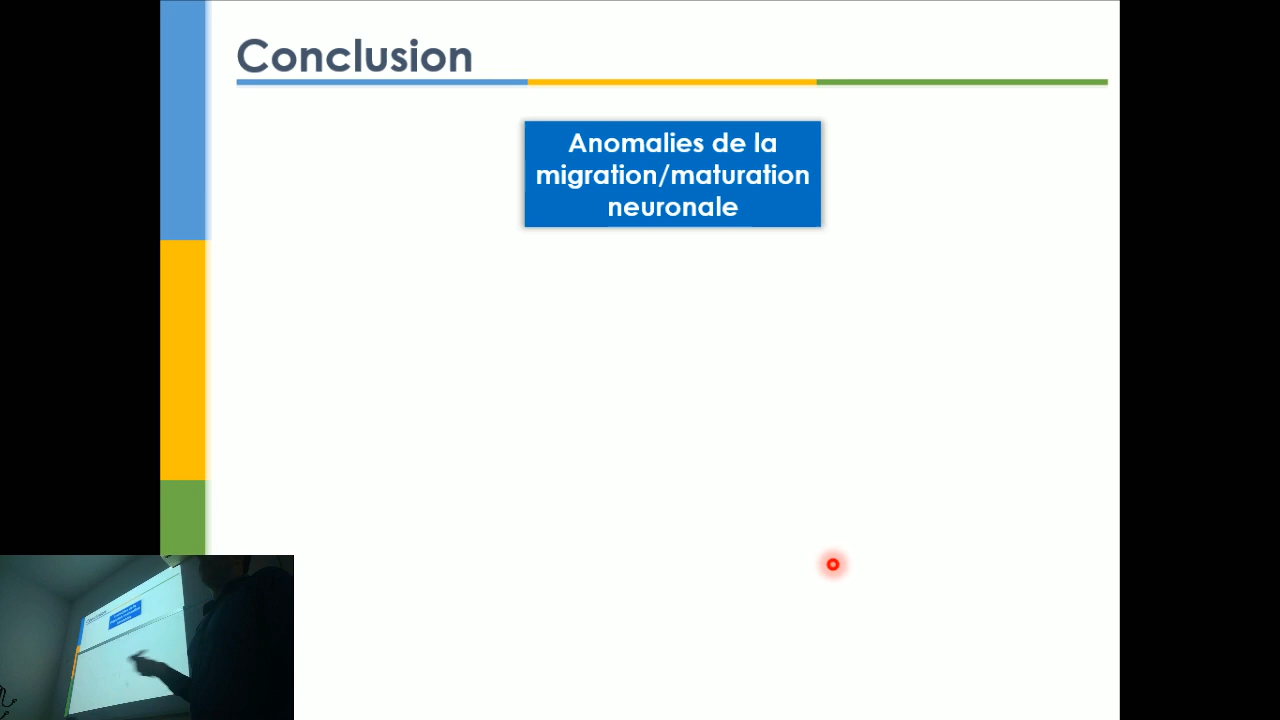 Conclusion
Anomalies de la
migration/maturation
neuronale